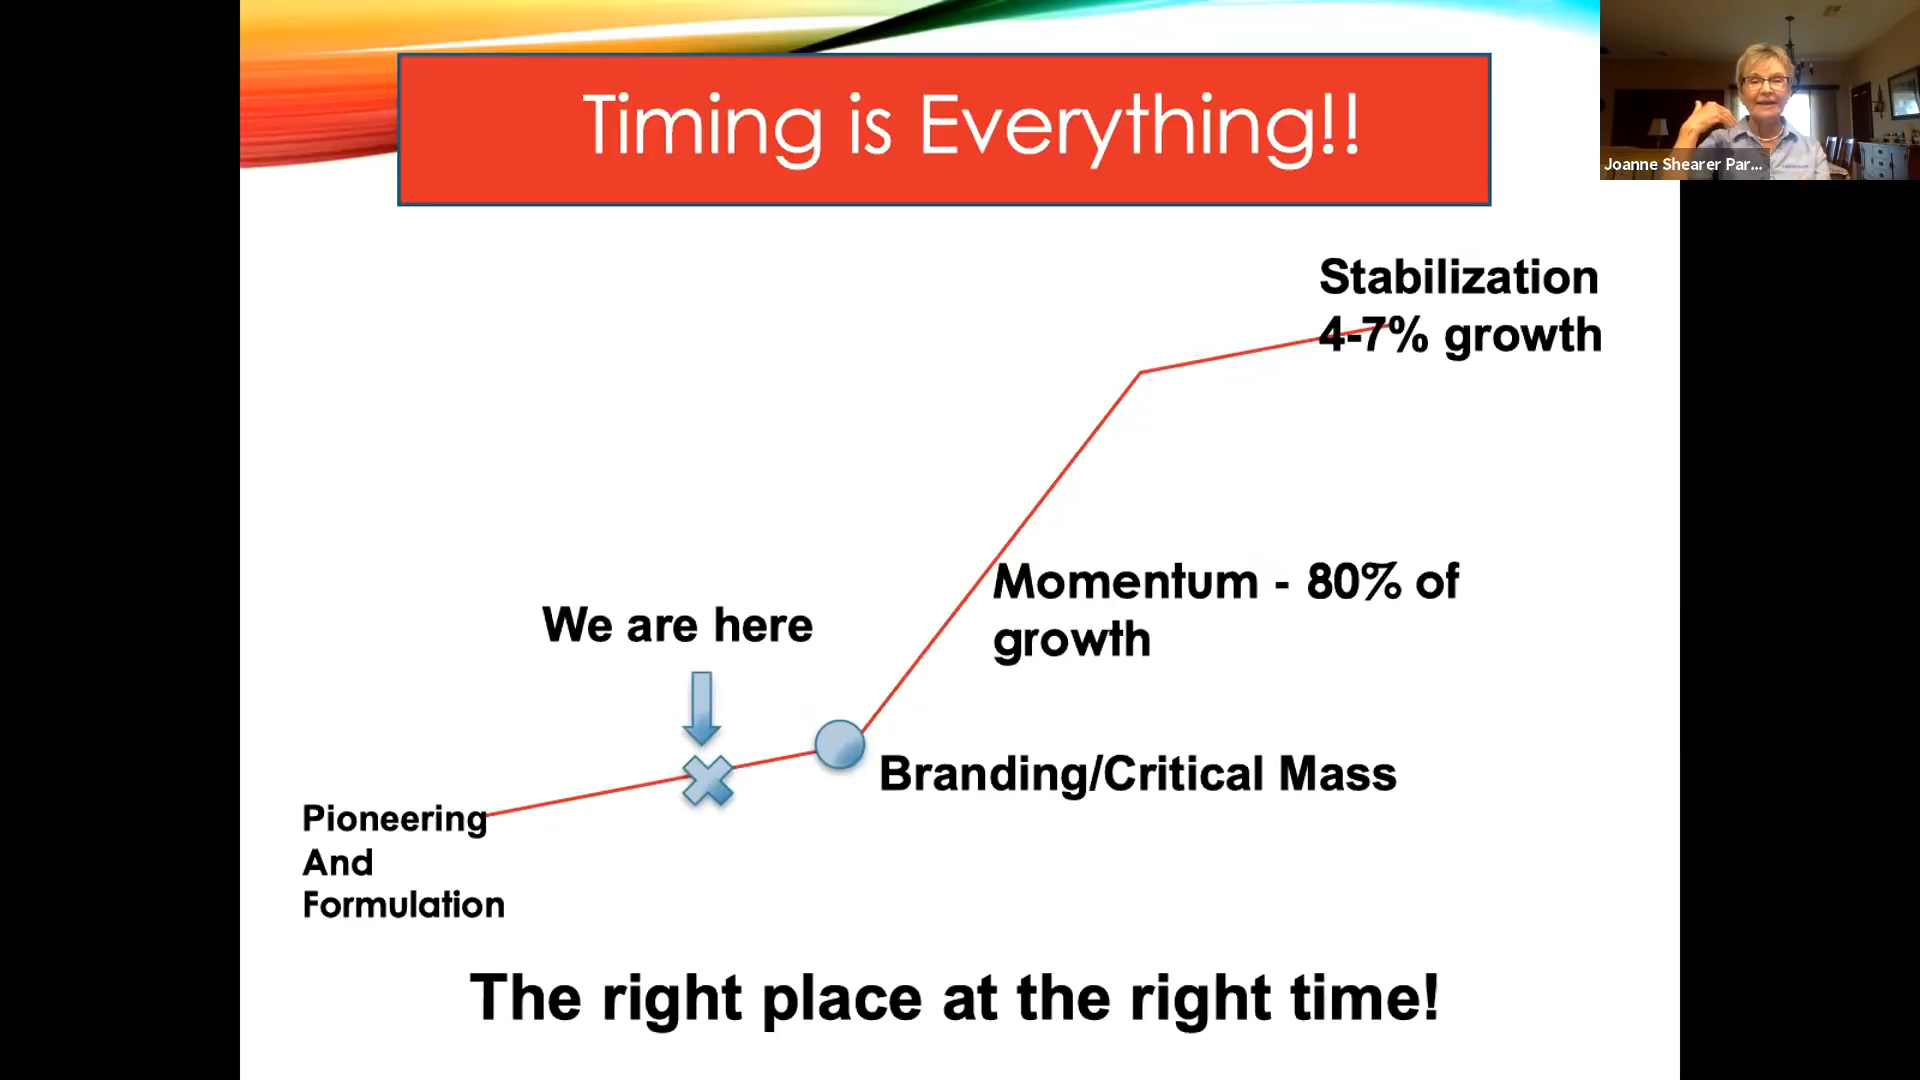 Timing is Everything!!
Joanne Shearer Par...
Stabilization
4-7% growth
Momentum - 80% of
growth
We are here
Branding/Critical Mass
Pioneering
And
Formulation
The right place at the right time!